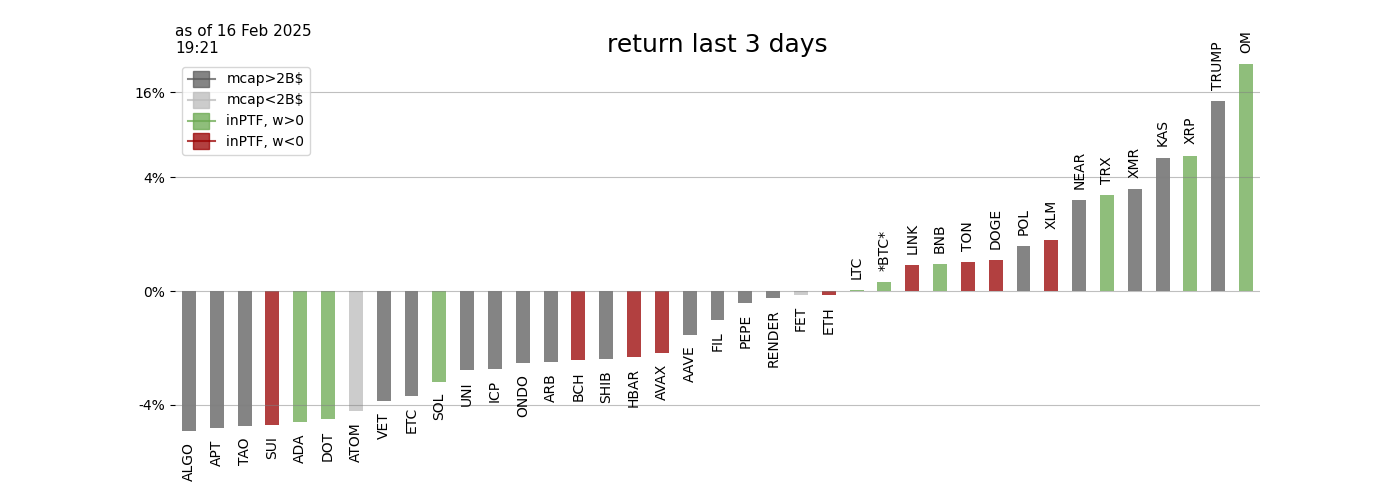 as of 16 Feb 2025
19:21
return last 3 days
mcap>2B$
mcap<2B$
inPTF, w>0
inPTF, w<0
16%
4%
0%
-4%
ALGO
APT
TAO
SUI
ADA
DOT
ATOM
VET
ETC
SOL
UNI
ICP
ONDO
ARB
BCH
SHIB
HBAR
AVAX
AAVE
FIL
PEPE
RENDER
FET
ETH
LTC
*BTC*
LINK
BNB
TON
DOGE
POL
XLM
NEAR
TRX
XMR
KAS
XRP
TRUMP
OM